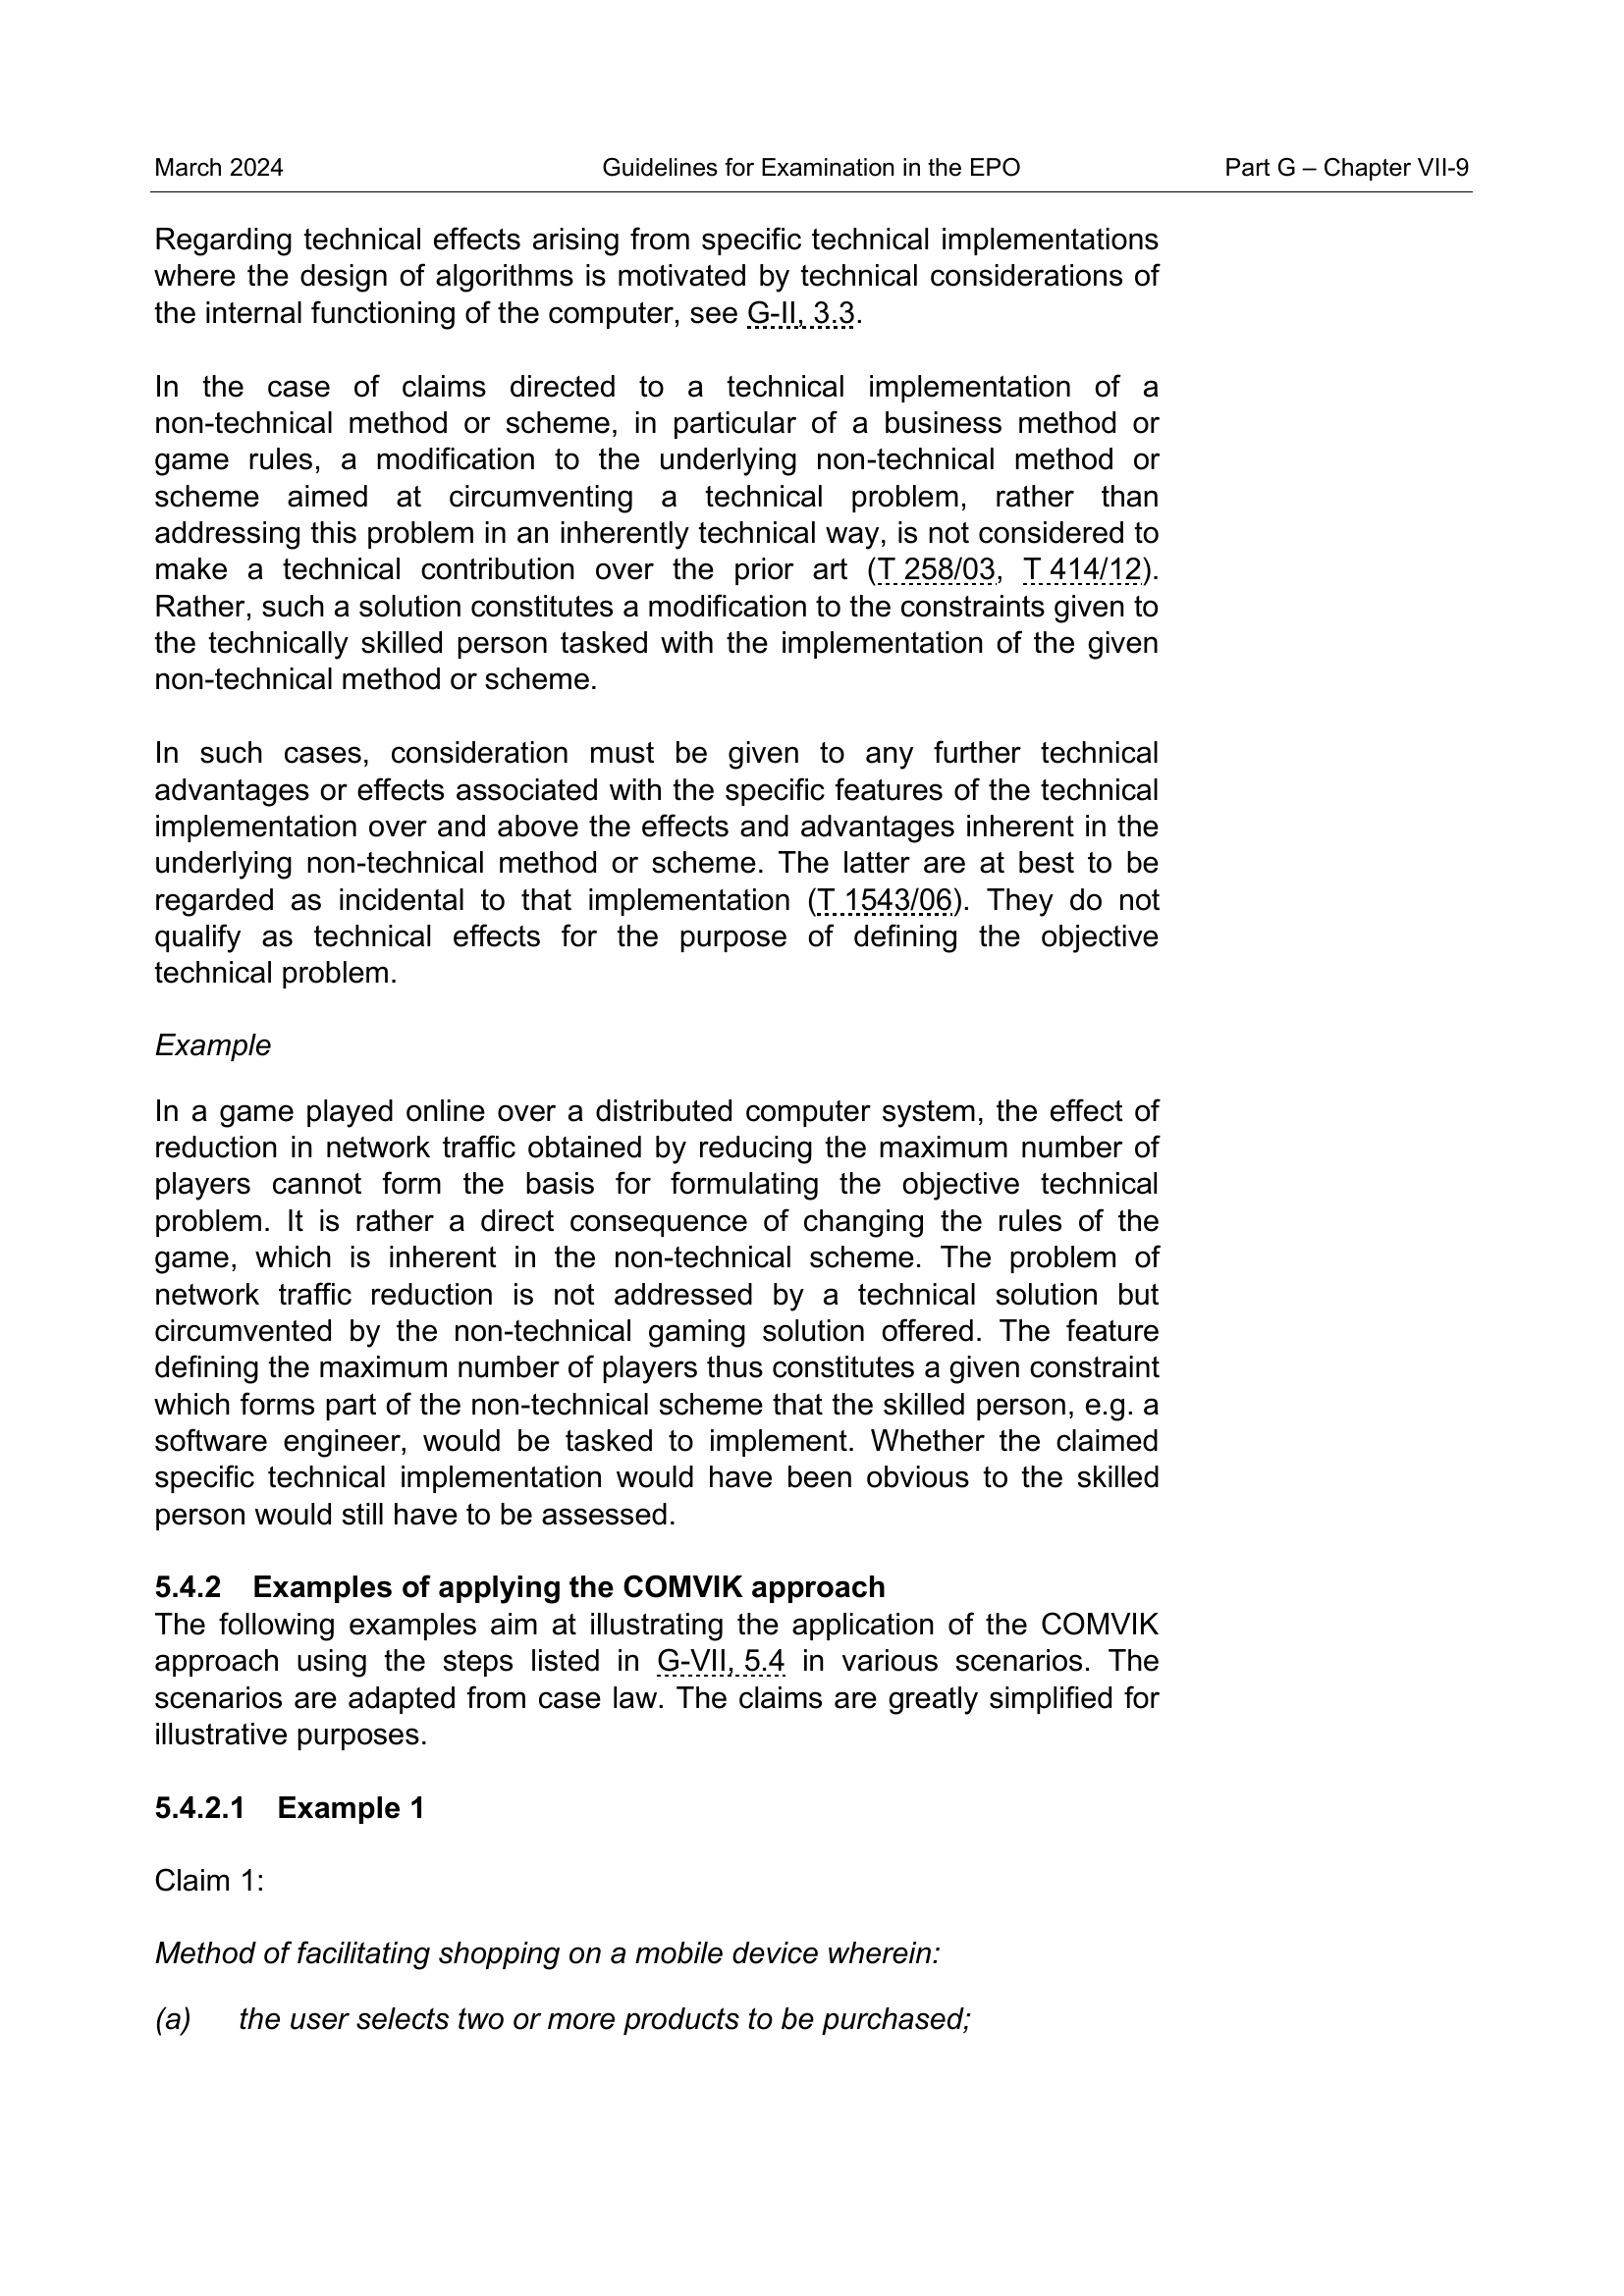 March 2024 Guidelines for Examination in the EPO Part G – Chapter VII-9
Regarding technical effects arising from specific technical implementations
where the design of algorithms is motivated by technical considerations of
the internal functioning of the computer, see G-II, 3.3.
In the case of claims directed to a technical implementation of a
non-technical method or scheme, in particular of a business method or
game rules, a modification to the underlying non-technical method or
scheme aimed at circumventing a technical problem, rather than
addressing this problem in an inherently technical way, is not considered to
make a technical contribution over the prior art (T 258/03, T 414/12).
Rather, such a solution constitutes a modification to the constraints given to
the technically skilled person tasked with the implementation of the given
non-technical method or scheme.
In such cases, consideration must be given to any further technical
advantages or effects associated with the specific features of the technical
implementation over and above the effects and advantages inherent in the
underlying non-technical method or scheme. The latter are at best to be
regarded as incidental to that implementation (T 1543/06). They do not
qualify as technical effects for the purpose of defining the objective
technical problem.
Example
In a game played online over a distributed computer system, the effect of
reduction in network traffic obtained by reducing the maximum number of
players cannot form the basis for formulating the objective technical
problem. It is rather a direct consequence of changing the rules of the
game, which is inherent in the non-technical scheme. The problem of
network traffic reduction is not addressed by a technical solution but
circumvented by the non-technical gaming solution offered. The feature
defining the maximum number of players thus constitutes a given constraint
which forms part of the non-technical scheme that the skilled person, e.g. a
software engineer, would be tasked to implement. Whether the claimed
specific technical implementation would have been obvious to the skilled
person would still have to be assessed.
5.4.2 Examples of applying the COMVIK approach
The following examples aim at illustrating the application of the COMVIK
approach using the steps listed in G-VII, 5.4 in various scenarios. The
scenarios are adapted from case law. The claims are greatly simplified for
illustrative purposes.
5.4.2.1 Example 1
Claim 1:
Method of facilitating shopping on a mobile device wherein:
(a) the user selects two or more products to be purchased;